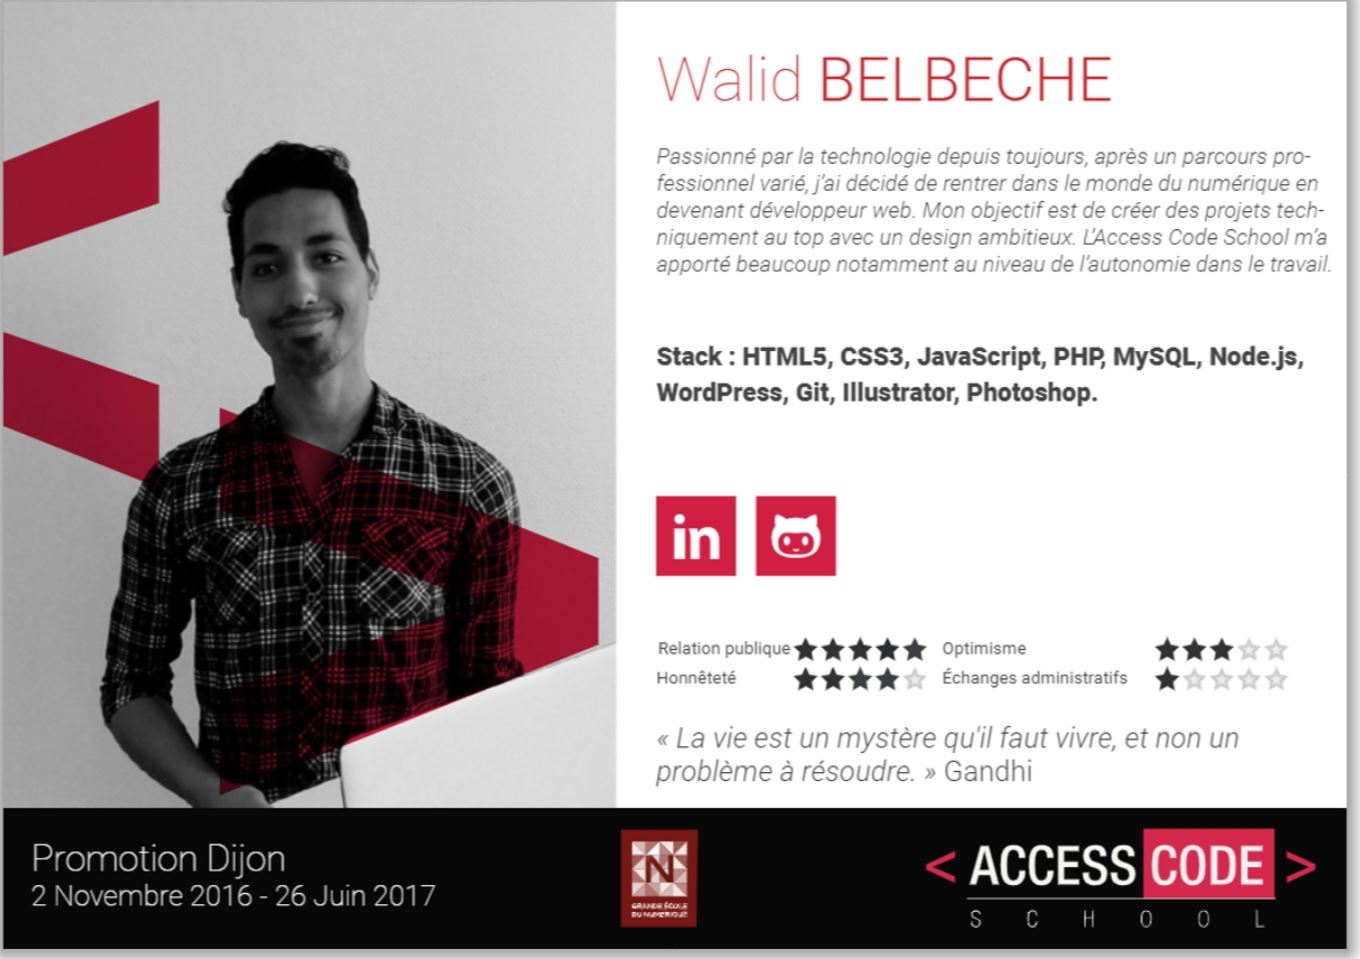 Walid BELBECHE
Passionné par la technologie depuis toujours, après un parcours pro-
fessionnel varié, j'ai décidé de rentrer dans le monde du numérique en
devenant développeur web. Mon objectif est de créer des projets tech-
niquement au top avec un design ambitieux. L'Access Code School m'a
apporté beaucoup notamment au niveau de l'autonomie dans le travail.
Stack : HTML5, CSS3, JavaScript, PHP, MySQL, Node.js,
WordPress, Git, Illustrator, Photoshop.
in
Relation publique ★★★★★ Optimisme ★★★☆☆
Honnêteté ★★★★☆ Échanges administratifs ★☆☆☆☆
« La vie est un mystère qu'il faut vivre, et non un
problème à résoudre. » Gandhi
Promotion Dijon
2 Novembre 2016 - 26 Juin 2017
N
GRANDE ÉCOLE
DU NUMÉRIQUE
< ACCESS CODE >
SCHOOL